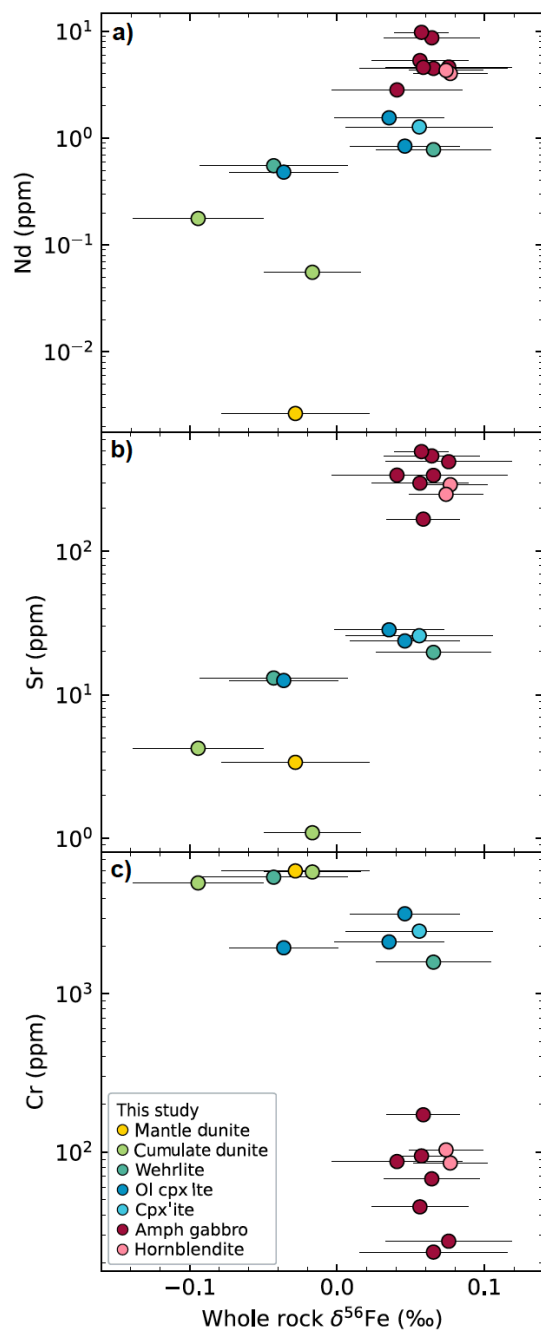 a)
10¹
10⁰
10⁻¹
10⁻²
Nd (ppm)
b)
10²
10¹
10⁰
Sr (ppm)
c)
10³
10²
Cr (ppm)
This study
Mantle dunite
Cumulate dunite
Wehrlite
Ol cpx'ite
Cpx'ite
Amph gabbro
Hornblendite
−0.1 0.0 0.1
Whole rock δ⁵⁶Fe (‰)